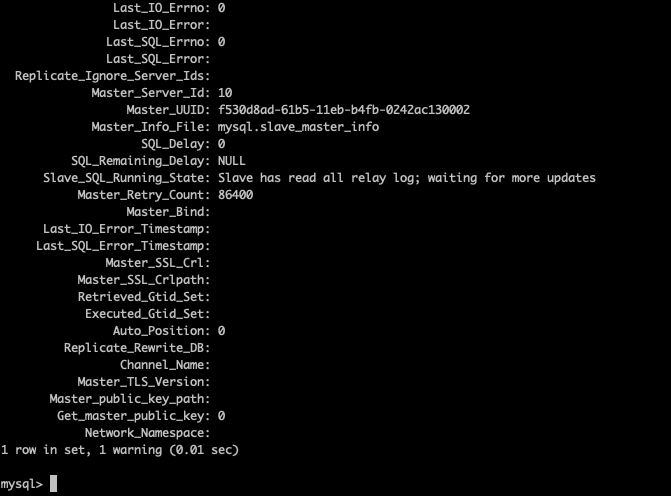 Last_IO_Errno: 0
Last_IO_Error:
Last_SQL_Errno: 0
Last_SQL_Error:
Replicate_Ignore_Server_Ids:
Master_Server_Id: 10
Master_UUID: f530d8ad-61b5-11eb-b4fb-0242ac130002
Master_Info_File: mysql.slave_master_info
SQL_Delay: 0
SQL_Remaining_Delay: NULL
Slave_SQL_Running_State: Slave has read all relay log; waiting for more updates
Master_Retry_Count: 86400
Master_Bind:
Last_IO_Error_Timestamp:
Last_SQL_Error_Timestamp:
Master_SSL_Crl:
Master_SSL_Crlpath:
Retrieved_Gtid_Set:
Executed_Gtid_Set:
Auto_Position: 0
Replicate_Rewrite_DB:
Channel_Name:
Master_TLS_Version:
Master_public_key_path:
Get_master_public_key: 0
Network_Namespace:
1 row in set, 1 warning (0.01 sec)
mysql>